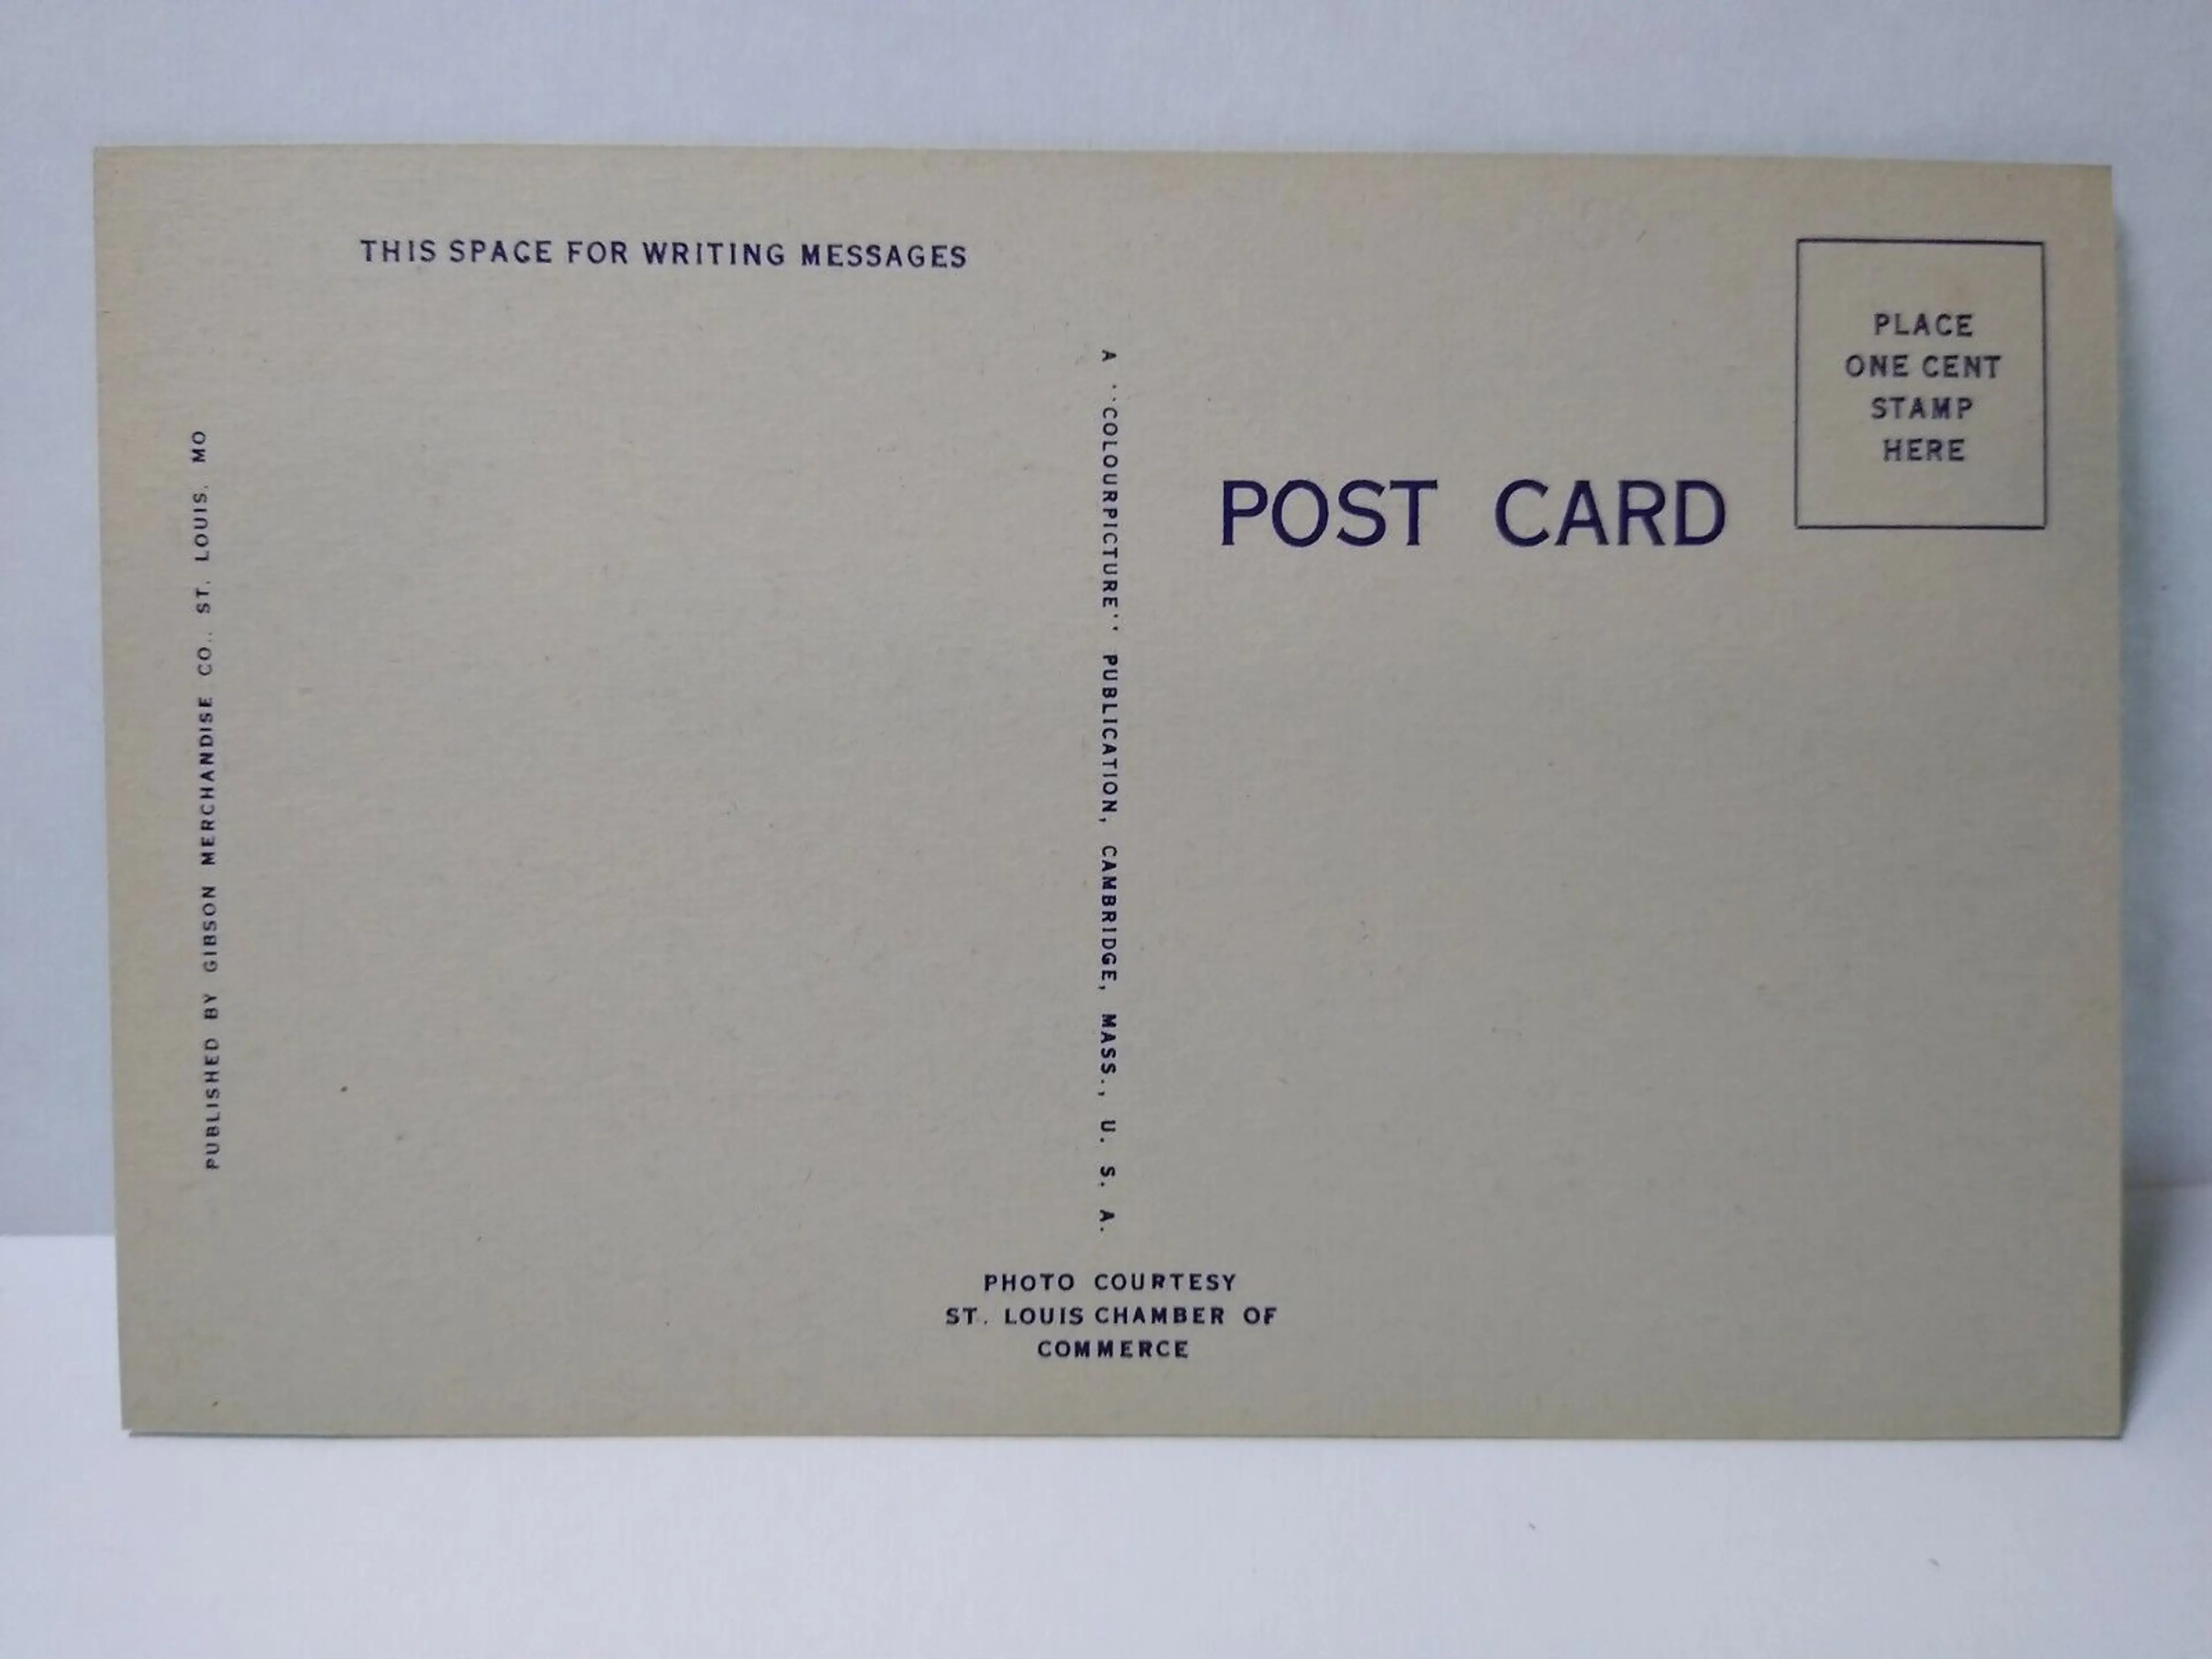 THIS SPACE FOR WRITING MESSAGES
PUBLISHED BY GIBSON MERCHANDISE CO., ST. LOUIS, MO
A "COLOURPICTURE" PUBLICATION, CAMBRIDGE, MASS., U. S. A.
POST CARD
PLACE
ONE CENT
STAMP
HERE
PHOTO COURTESY
ST. LOUIS CHAMBER OF
COMMERCE